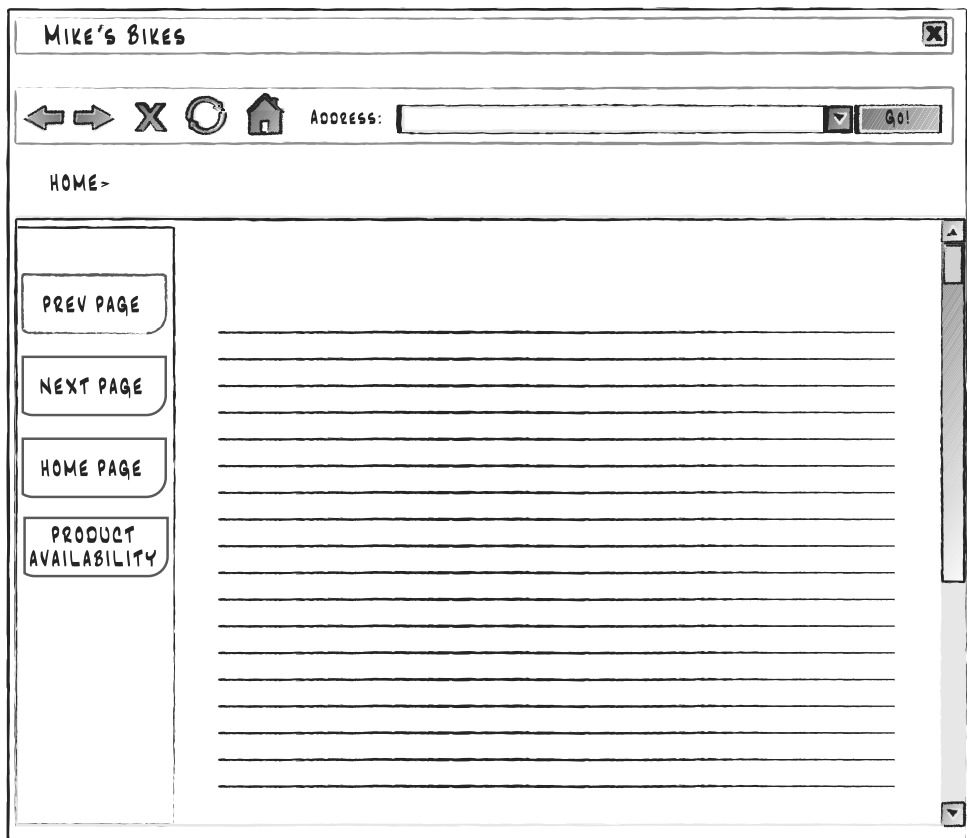 MIKE'S BIKES
ADDRESS:
GO!
HOME>
PREV PAGE
NEXT PAGE
HOME PAGE
PRODUCT
AVAILABILITY